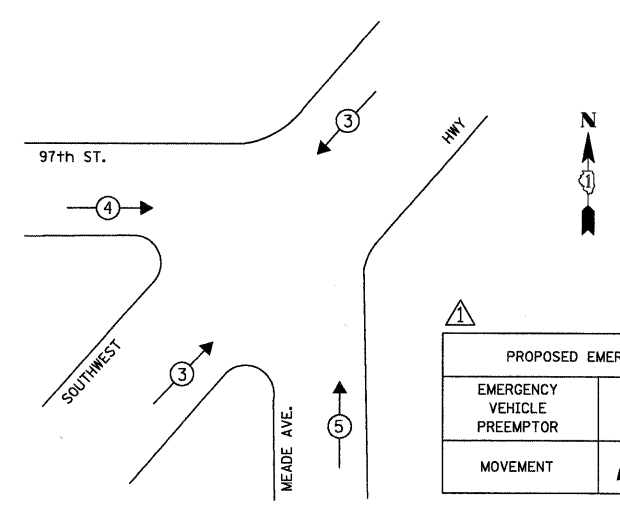 3
HWY
N
97th ST.
1
4
1
PROPOSED EMER
SOUTHWEST
3
EMERGENCY
VEHICLE
PREEMPTOR
MEADE AVE.
5
MOVEMENT